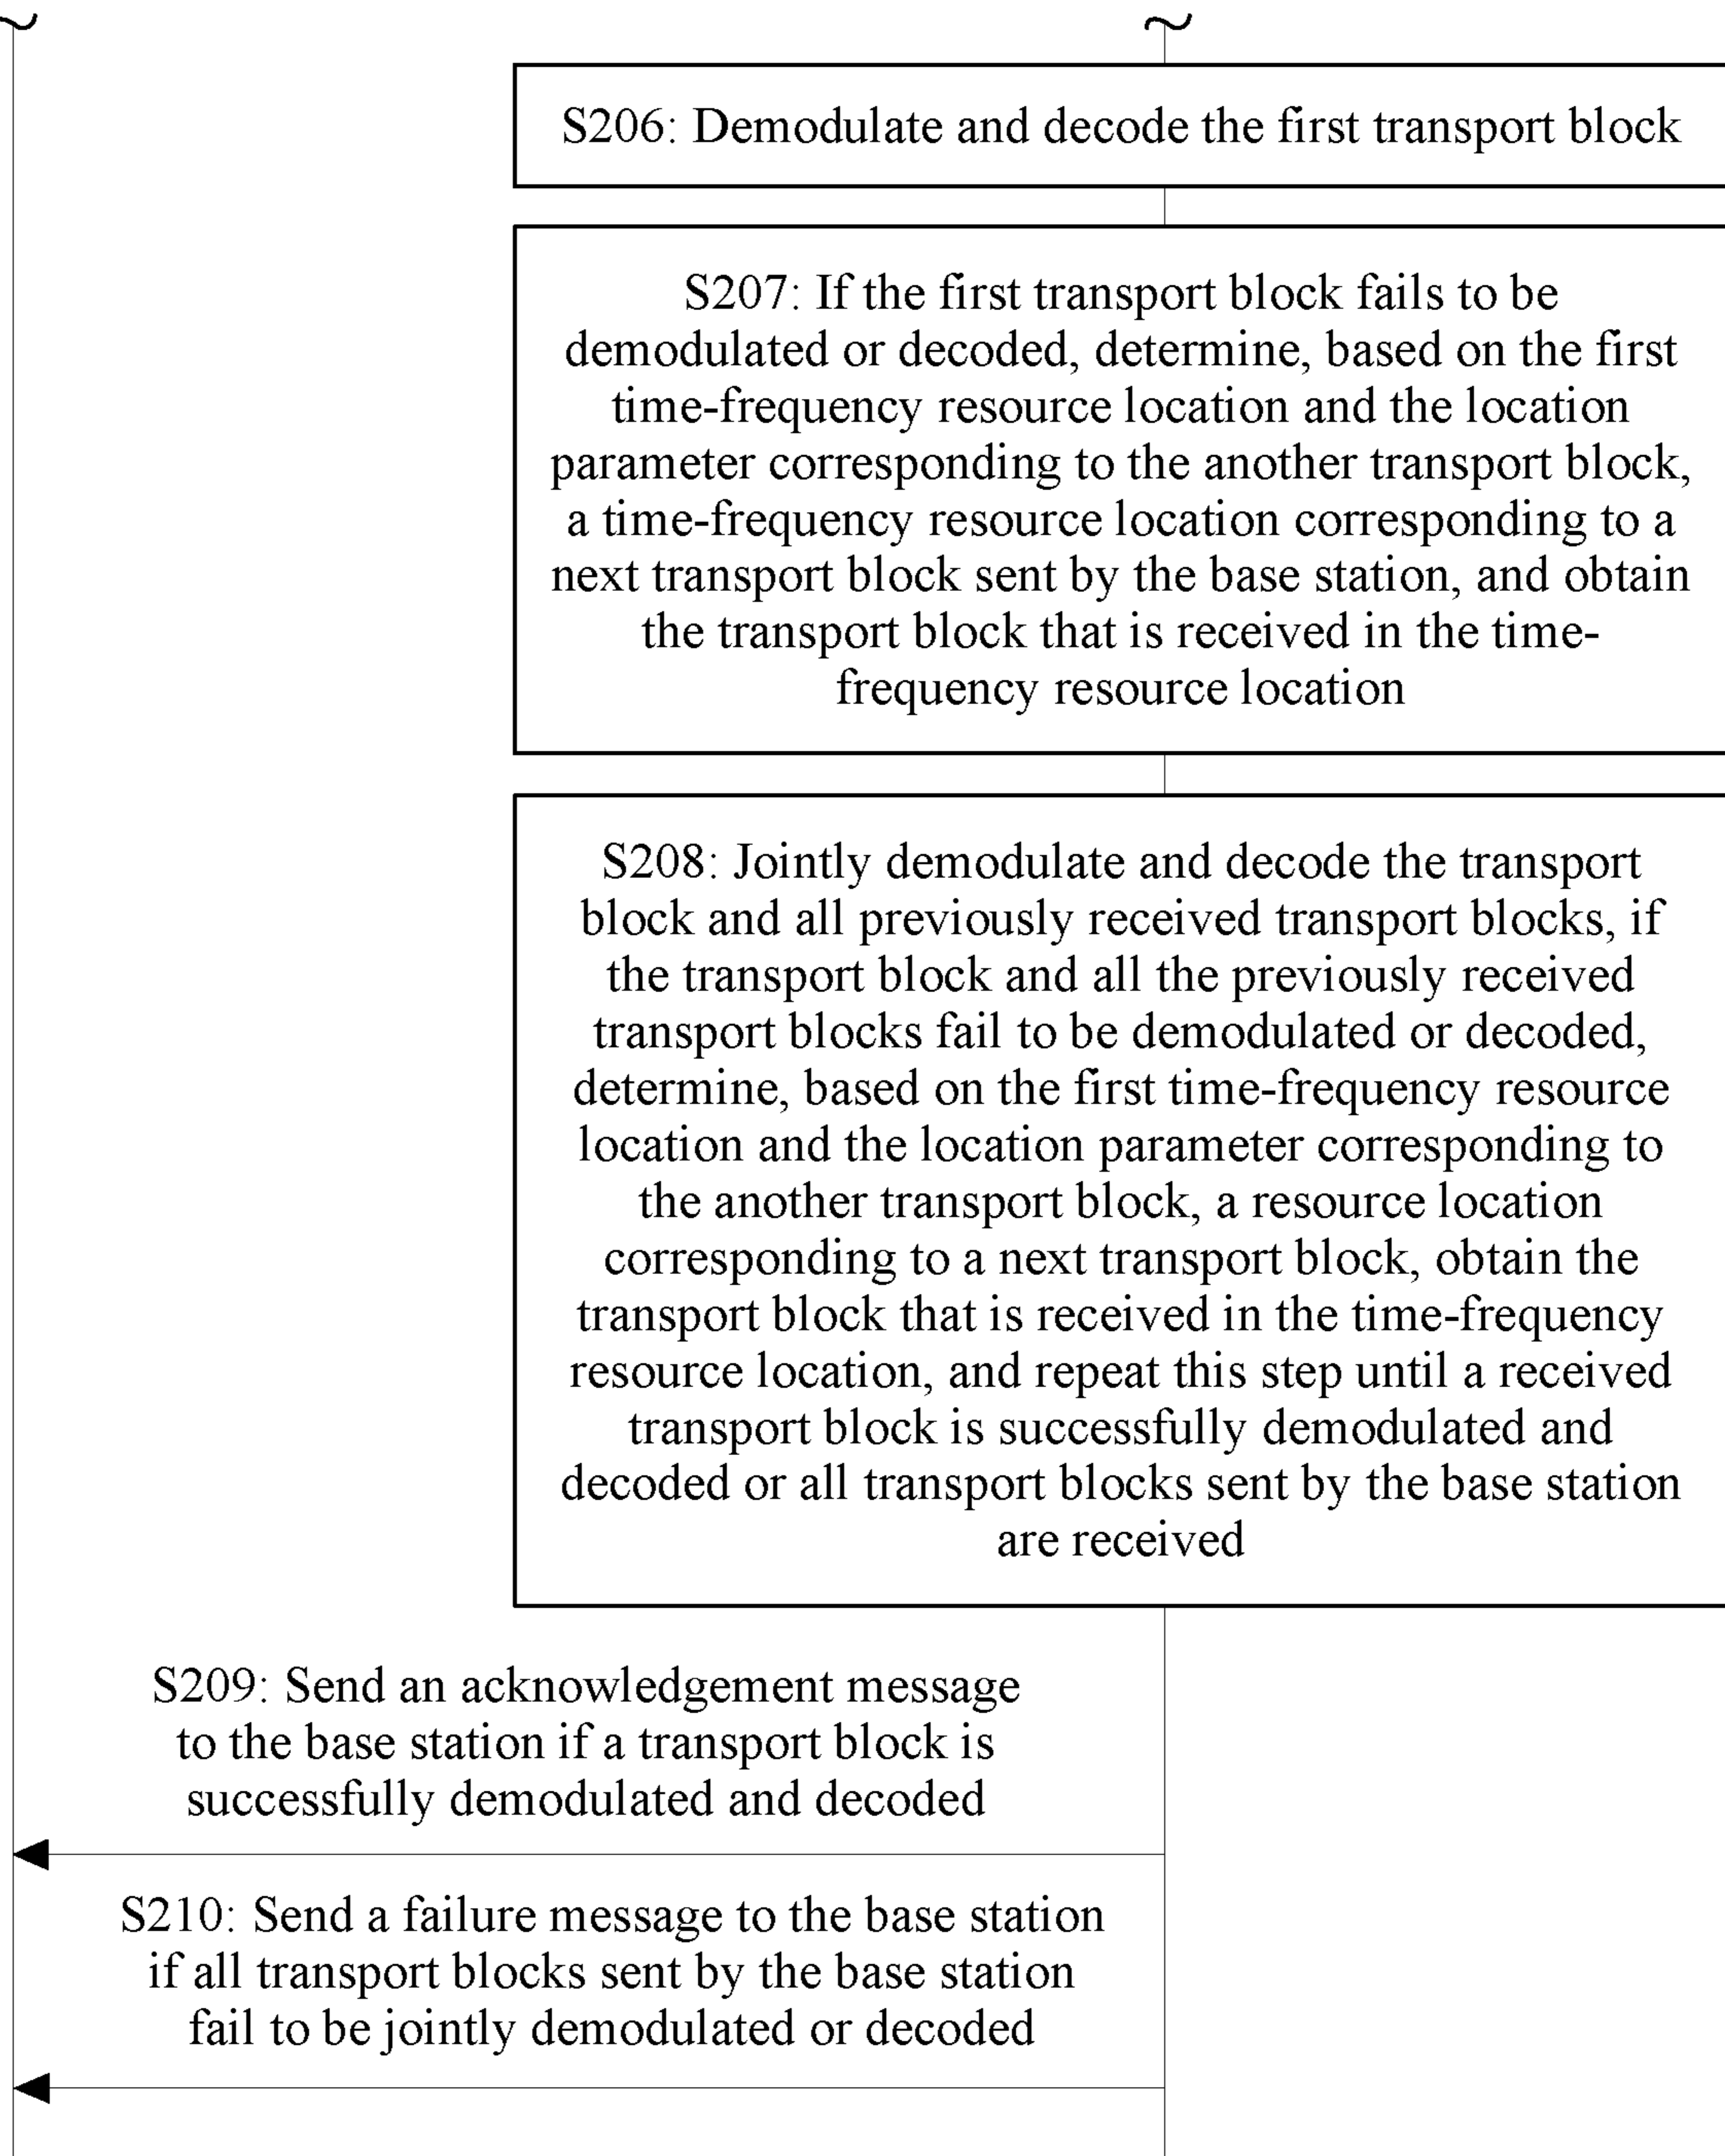 S206: Demodulate and decode the first transport block
S207: If the first transport block fails to be
demodulated or decoded, determine, based on the first
time-frequency resource location and the location
parameter corresponding to the another transport block,
a time-frequency resource location corresponding to a
next transport block sent by the base station, and obtain
the transport block that is received in the time-
frequency resource location
S208: Jointly demodulate and decode the transport
block and all previously received transport blocks, if
the transport block and all the previously received
transport blocks fail to be demodulated or decoded,
determine, based on the first time-frequency resource
location and the location parameter corresponding to
the another transport block, a resource location
corresponding to a next transport block, obtain the
transport block that is received in the time-frequency
resource location, and repeat this step until a received
transport block is successfully demodulated and
decoded or all transport blocks sent by the base station
are received
S209: Send an acknowledgement message
to the base station if a transport block is
successfully demodulated and decoded
S210: Send a failure message to the base station
if all transport blocks sent by the base station
fail to be jointly demodulated or decoded